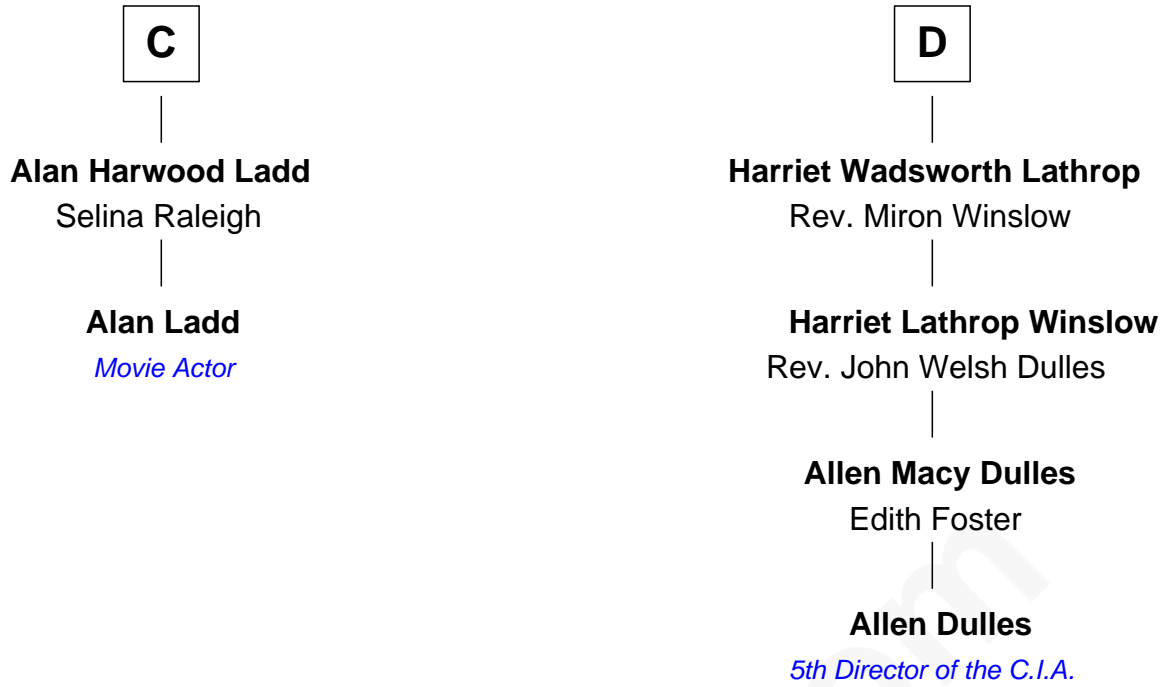 C
Alan Harwood Ladd
Selina Raleigh
Alan Ladd
Movie Actor
D
Harriet Wadsworth Lathrop
Rev. Miron Winslow
Harriet Lathrop Winslow
Rev. John Welsh Dulles
Allen Macy Dulles
Edith Foster
Allen Dulles
5th Director of the C.I.A.